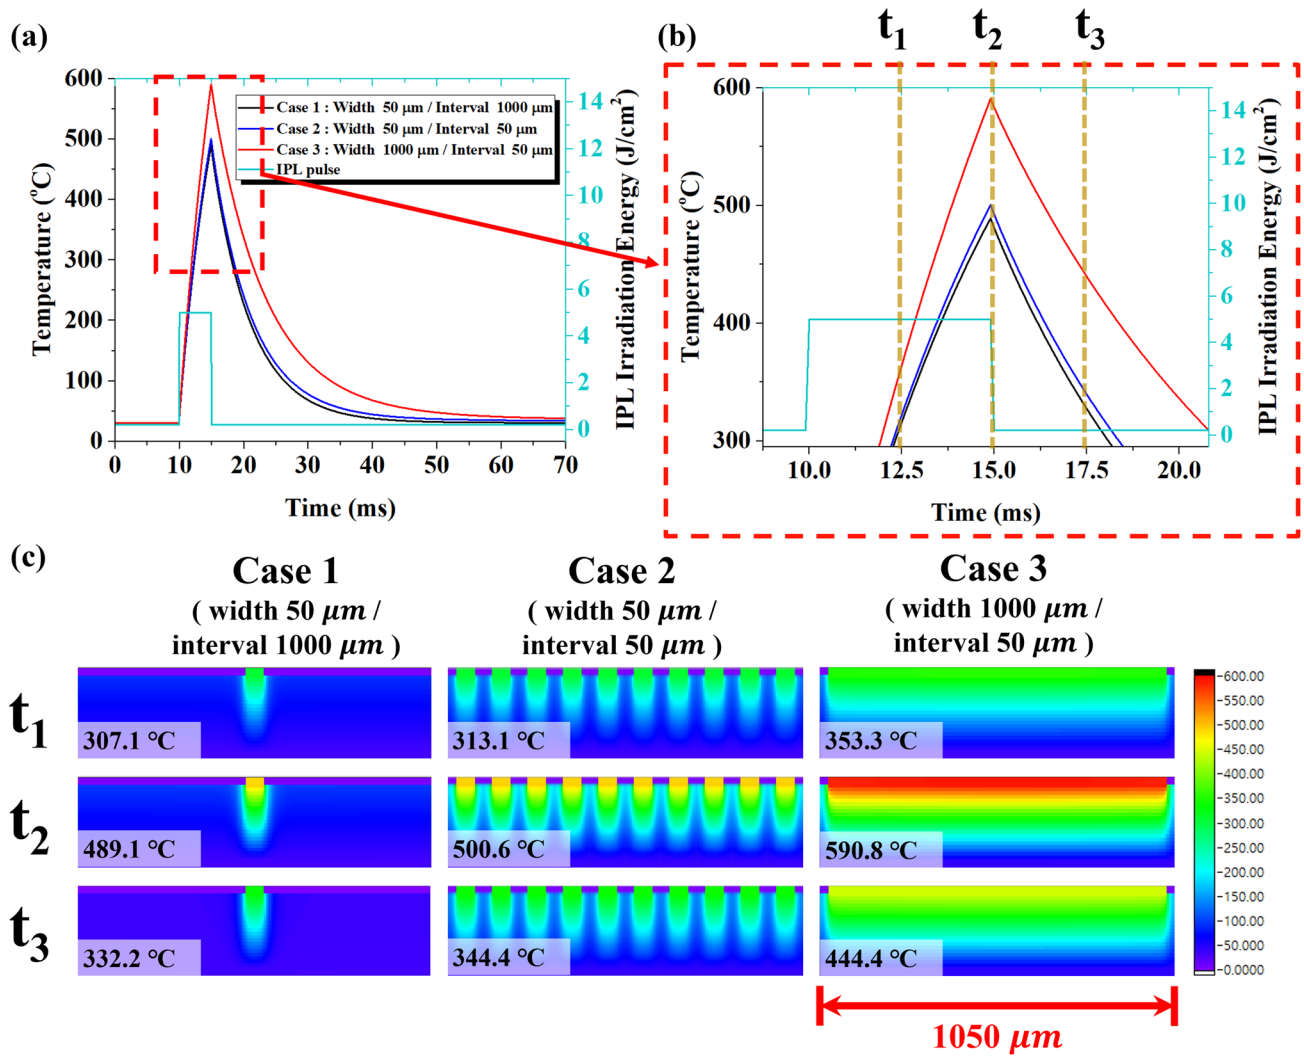 (a)
Temperature (°C)
600
500
400
300
200
100
0
Case 1 : Width 50 μm / Interval 1000 μm
Case 2 : Width 50 μm / Interval 50 μm
Case 3 : Width 1000 μm / Interval 50 μm
IPL pulse
14
12
10
8
6
4
2
0
IPL Irradiation Energy (J/cm²)
0 10 20 30 40 50 60 70
Time (ms)
(b)
t₁ t₂ t₃
Temperature (°C)
600
500
400
300
14
12
10
8
6
4
2
0
IPL Irradiation Energy (J/cm²)
10.0 12.5 15.0 17.5 20.0
Time (ms)
(c)
Case 1
( width 50 μm /
interval 1000 μm )
Case 2
( width 50 μm /
interval 50 μm )
Case 3
( width 1000 μm /
interval 50 μm )
t₁
307.1 ℃
313.1 ℃
353.3 ℃
t₂
489.1 ℃
500.6 ℃
590.8 ℃
t₃
332.2 ℃
344.4 ℃
444.4 ℃
600.00
550.00
500.00
450.00
400.00
350.00
300.00
250.00
200.00
150.00
100.00
50.000
0.0000
1050 μm